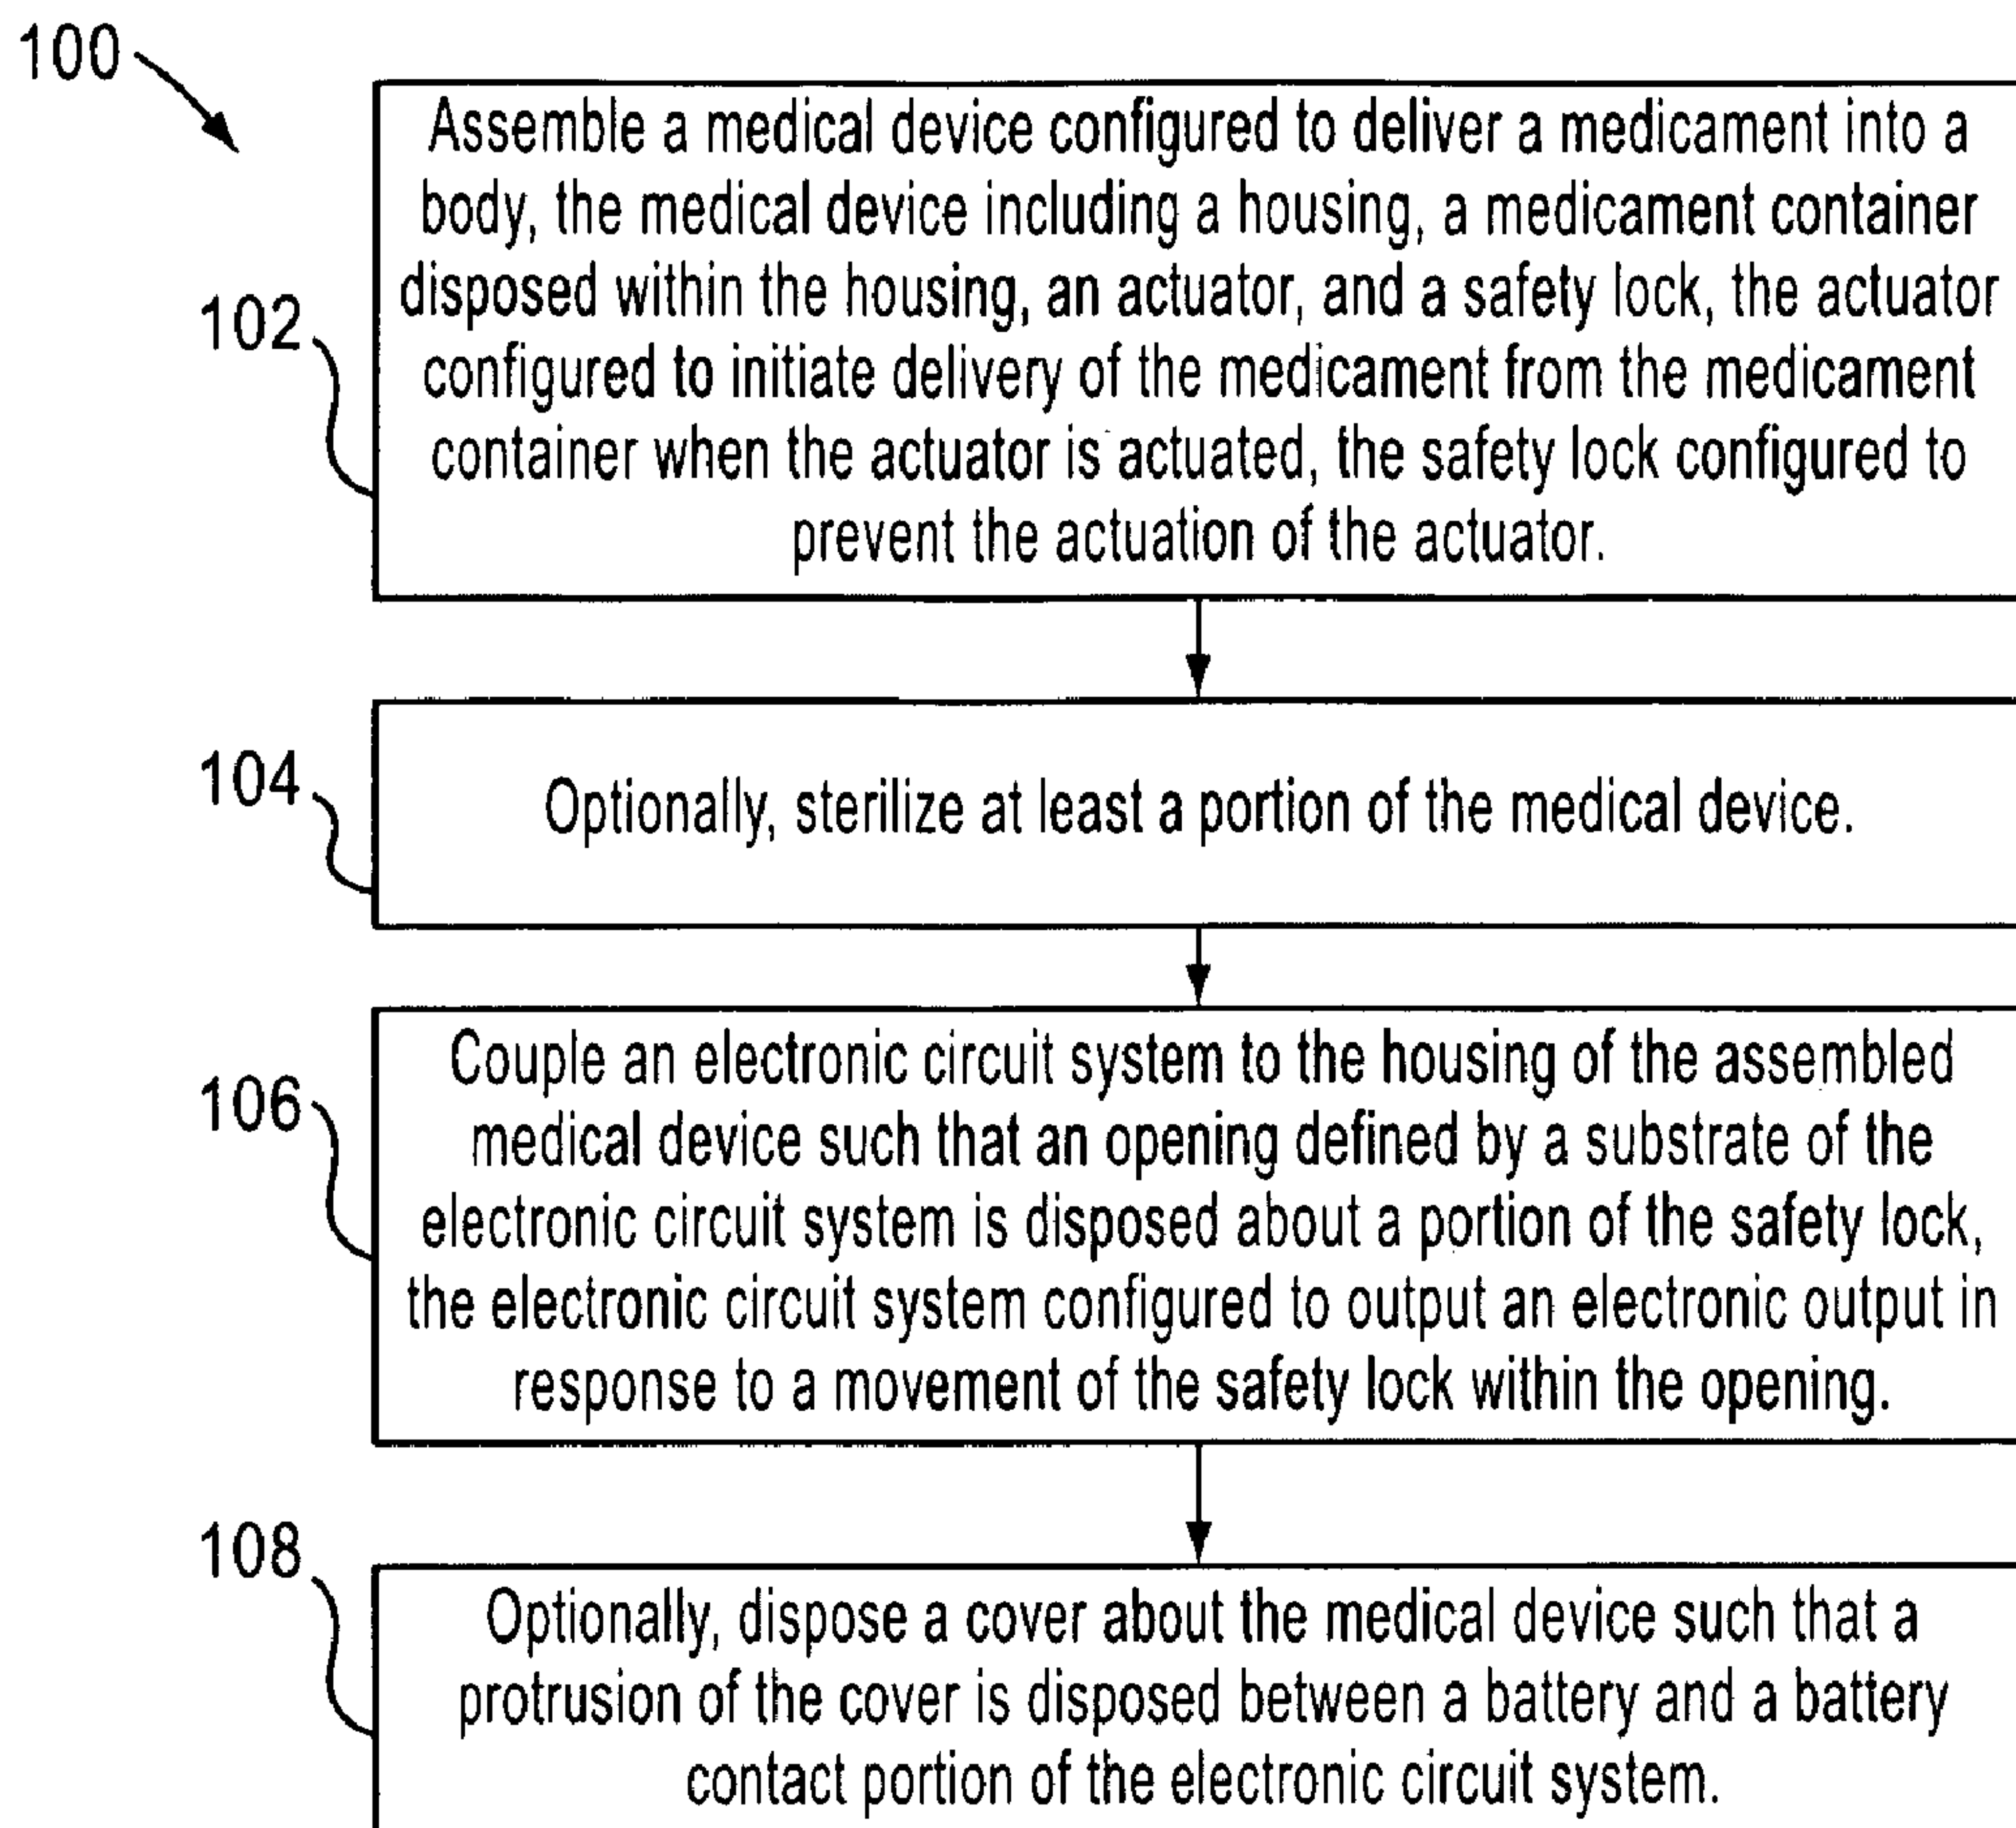 100
Assemble a medical device configured to deliver a medicament into a
body, the medical device including a housing, a medicament container
disposed within the housing, an actuator, and a safety lock, the actuator
configured to initiate delivery of the medicament from the medicament
container when the actuator is actuated, the safety lock configured to
prevent the actuation of the actuator.
102
Optionally, sterilize at least a portion of the medical device.
104
Couple an electronic circuit system to the housing of the assembled
medical device such that an opening defined by a substrate of the
electronic circuit system is disposed about a portion of the safety lock,
the electronic circuit system configured to output an electronic output in
response to a movement of the safety lock within the opening.
106
Optionally, dispose a cover about the medical device such that a
protrusion of the cover is disposed between a battery and a battery
contact portion of the electronic circuit system.
108